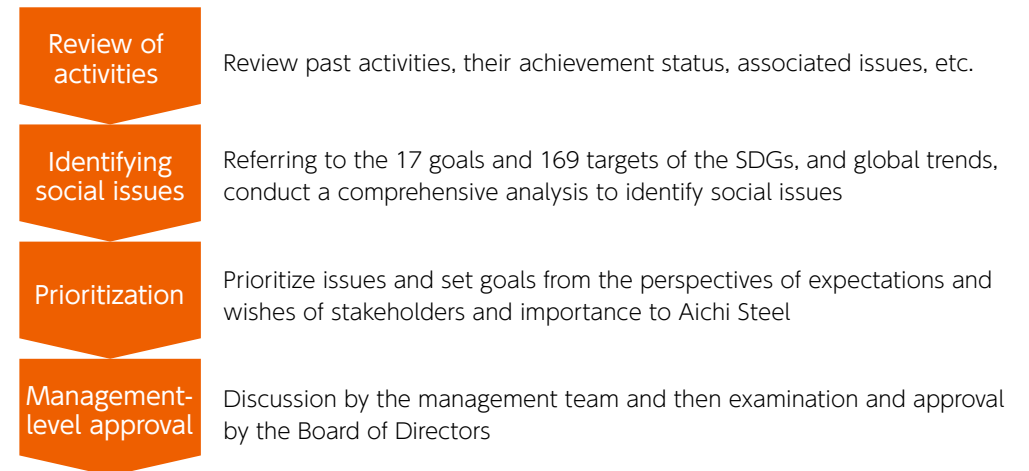 Review of
activities
Review past activities, their achievement status, associated issues, etc.
Identifying
social issues
Referring to the 17 goals and 169 targets of the SDGs, and global trends,
conduct a comprehensive analysis to identify social issues
Prioritization
Prioritize issues and set goals from the perspectives of expectations and
wishes of stakeholders and importance to Aichi Steel
Management-
level approval
Discussion by the management team and then examination and approval
by the Board of Directors